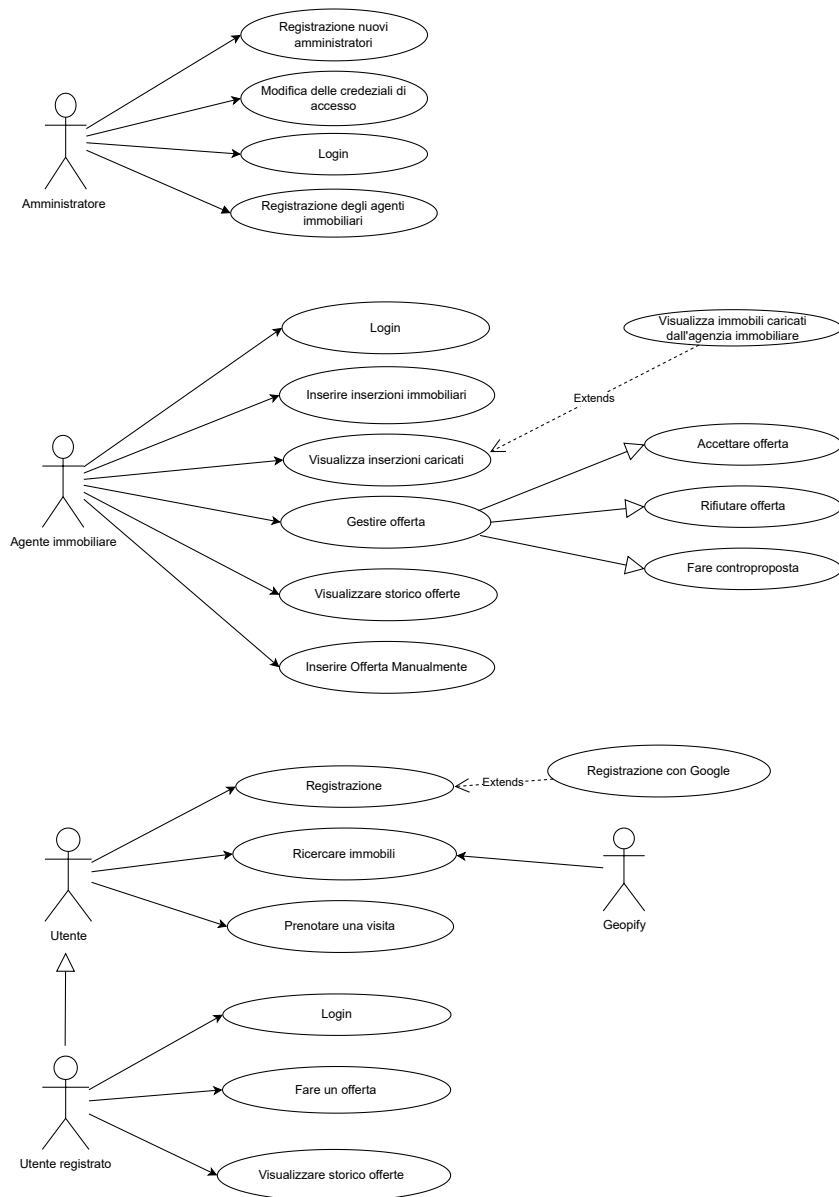 Registrazione nuovi
amministratori
Modifica delle credeziali di
accesso
Login
Amministratore
Registrazione degli agenti
immobiliari
Login
Visualizza immobili caricati
dall'agenzia immobiliare
Inserire inserzioni immobiliari
Extends
Accettare offerta
Visualizza inserzioni caricati
Rifiutare offerta
Gestire offerta
Agente immobiliare
Fare controproposta
Visualizzare storico offerte
Inserire Offerta Manualmente
Registrazione
Extends
Registrazione con Google
Ricercare immobili
Prenotare una visita
Utente
Geopify
Login
Fare un offerta
Utente registrato
Visualizzare storico offerte